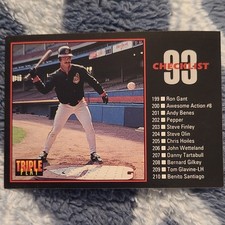 93
CHECKLIST
199 Ron Gant
200 Awesome Action #8
201 Andy Benes
202 Pepper
203 Steve Finley
204 Steve Olin
205 Chris Hoiles
206 John Wetteland
207 Danny Tartabull
208 Bernard Gilkey
209 Tom Glavine-LH
210 Benito Santiago
TRIPLE
PLAY